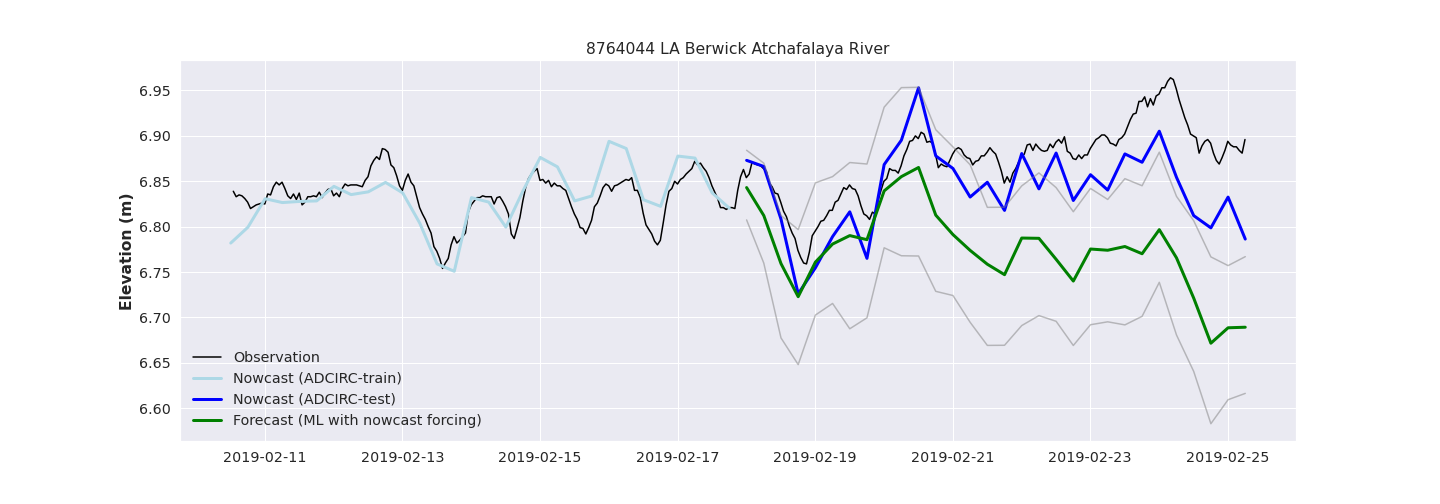 8764044 LA Berwick Atchafalaya River
Elevation (m)
6.95
6.90
6.85
6.80
6.75
6.70
6.65
6.60
Observation
Nowcast (ADCIRC-train)
Nowcast (ADCIRC-test)
Forecast (ML with nowcast forcing)
2019-02-11
2019-02-13
2019-02-15
2019-02-17
2019-02-19
2019-02-21
2019-02-23
2019-02-25